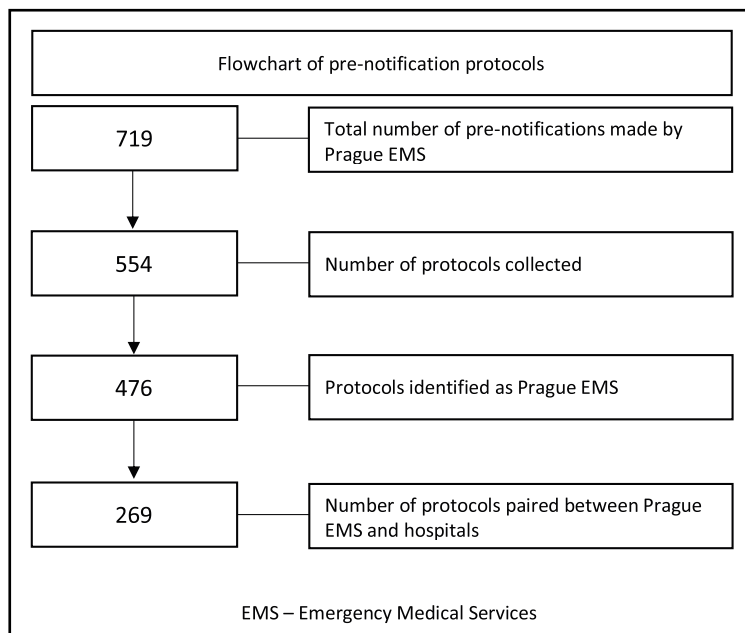 Flowchart of pre-notification protocols
719
Total number of pre-notifications made by
Prague EMS
554
Number of protocols collected
476
Protocols identified as Prague EMS
269
Number of protocols paired between Prague
EMS and hospitals
EMS – Emergency Medical Services